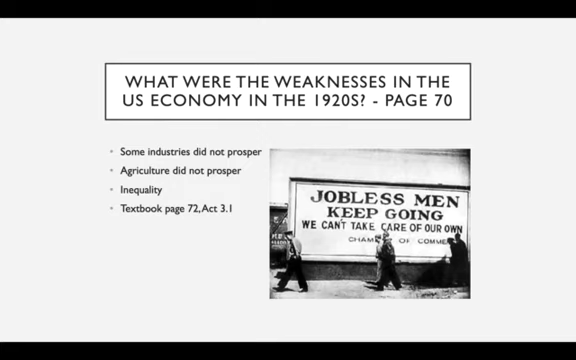 WHAT WERE THE WEAKNESSES IN THE
US ECONOMY IN THE 1920S? - PAGE 70
• Some industries did not prosper
• Agriculture did not prosper
• Inequality
• Textbook page 72, Act 3.1
JOBLESS MEN
KEEP GOING
WE CAN'T TAKE CARE OF OUR OWN
CHAM OF COMME